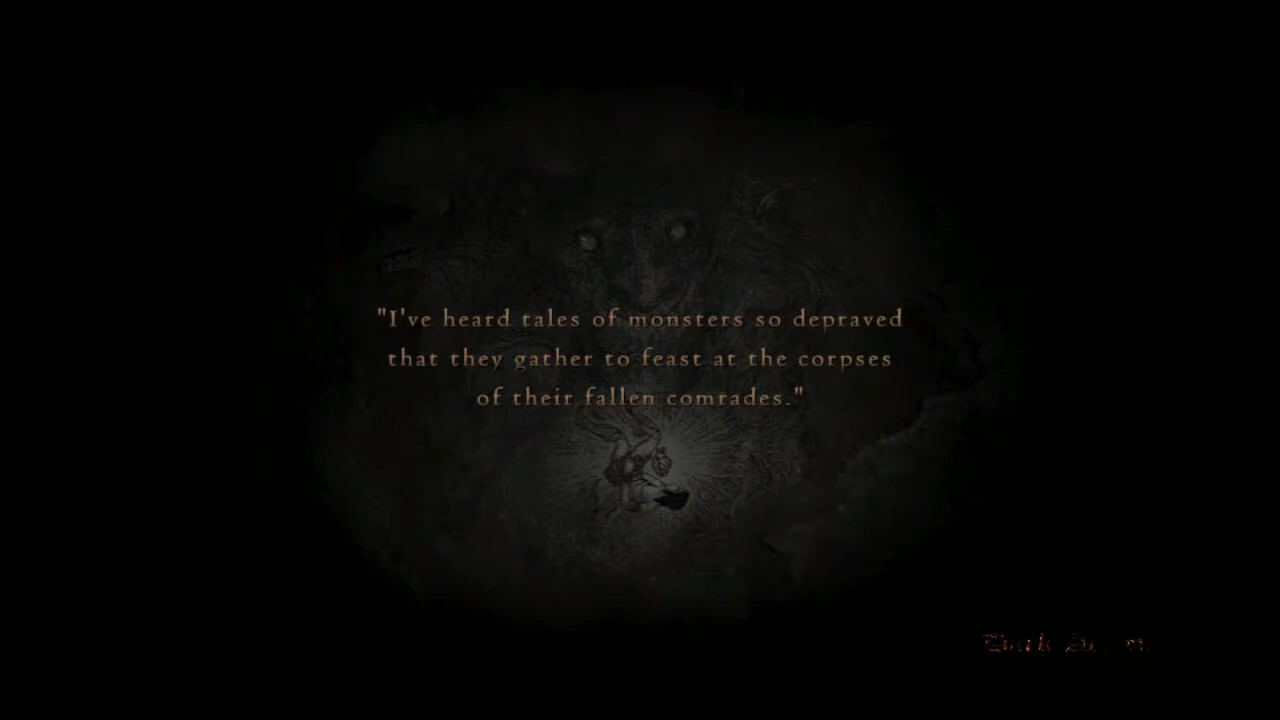 "I've heard tales of monsters so depraved
that they gather to feast at the corpses
of their fallen comrades."
Dark